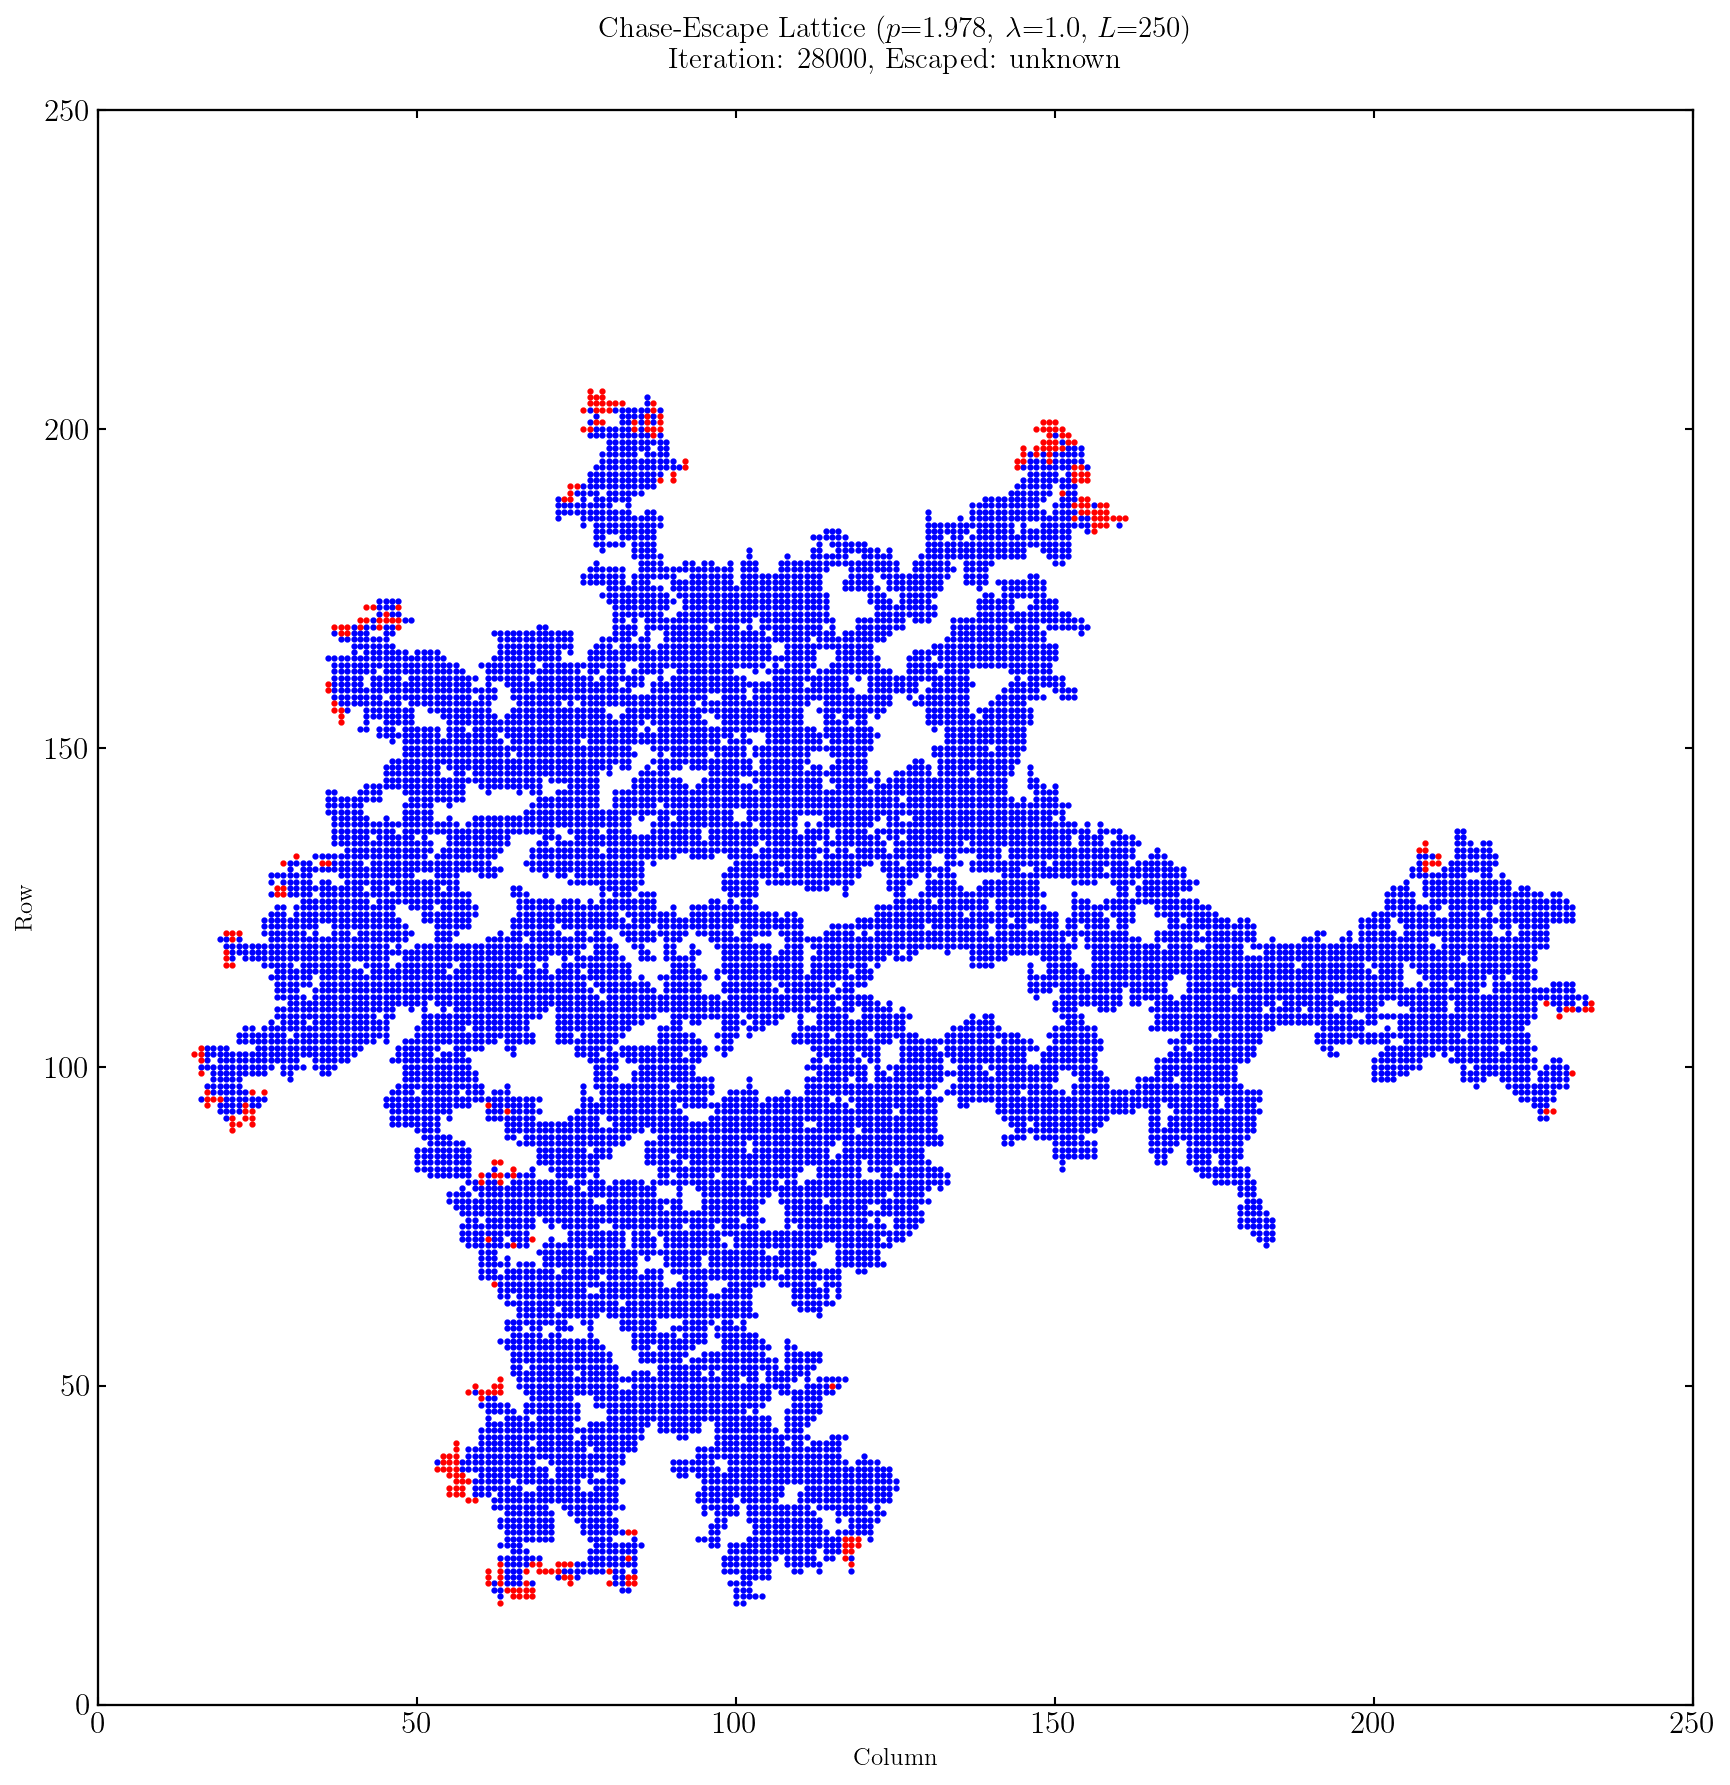 Chase-Escape Lattice (p=1.978, λ=1.0, L=250)
Iteration: 28000, Escaped: unknown
250
200
150
100
50
0
Row
0 50 100 150 200 250
Column